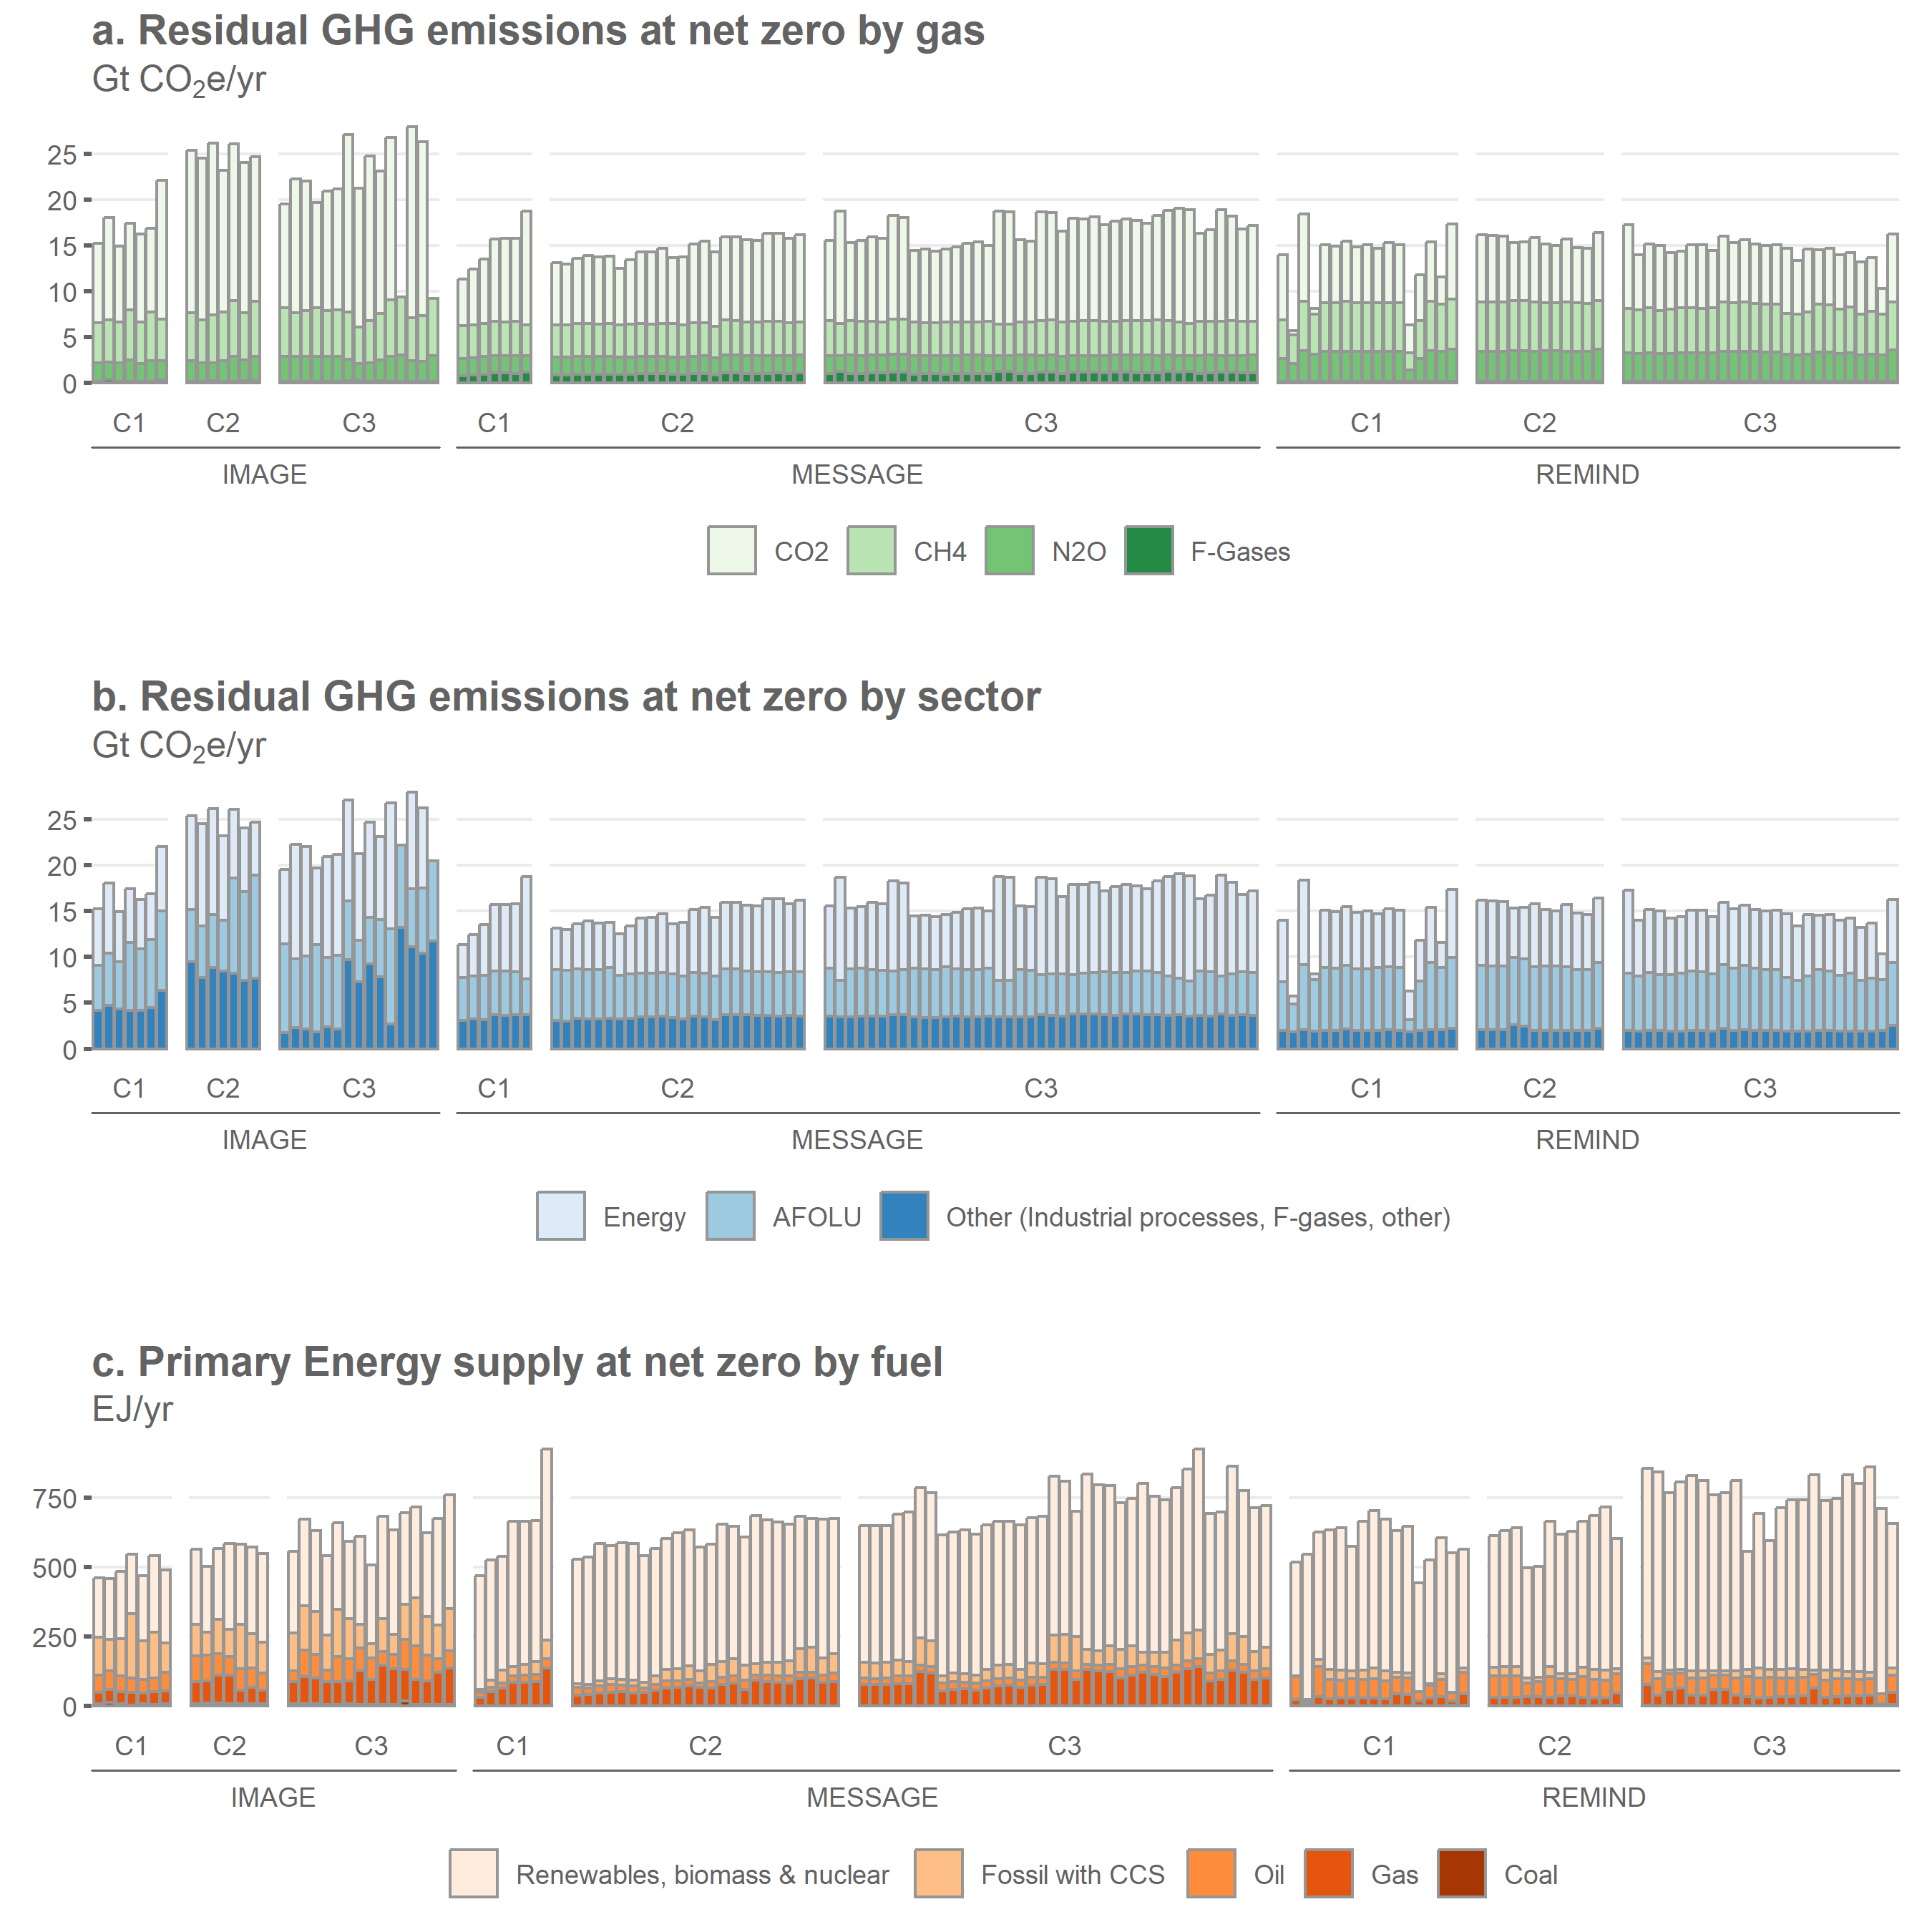 a. Residual GHG emissions at net zero by gas
Gt CO₂e/yr
25
20
15
10
5
0
C1 C2 C3 C1 C2 C3 C1 C2 C3
IMAGE MESSAGE REMIND
CO2 CH4 N2O F-Gases
b. Residual GHG emissions at net zero by sector
Gt CO₂e/yr
25
20
15
10
5
0
C1 C2 C3 C1 C2 C3 C1 C2 C3
IMAGE MESSAGE REMIND
Energy AFOLU Other (Industrial processes, F-gases, other)
c. Primary Energy supply at net zero by fuel
EJ/yr
750
500
250
0
C1 C2 C3 C1 C2 C3 C1 C2 C3
IMAGE MESSAGE REMIND
Renewables, biomass & nuclear Fossil with CCS Oil Gas Coal